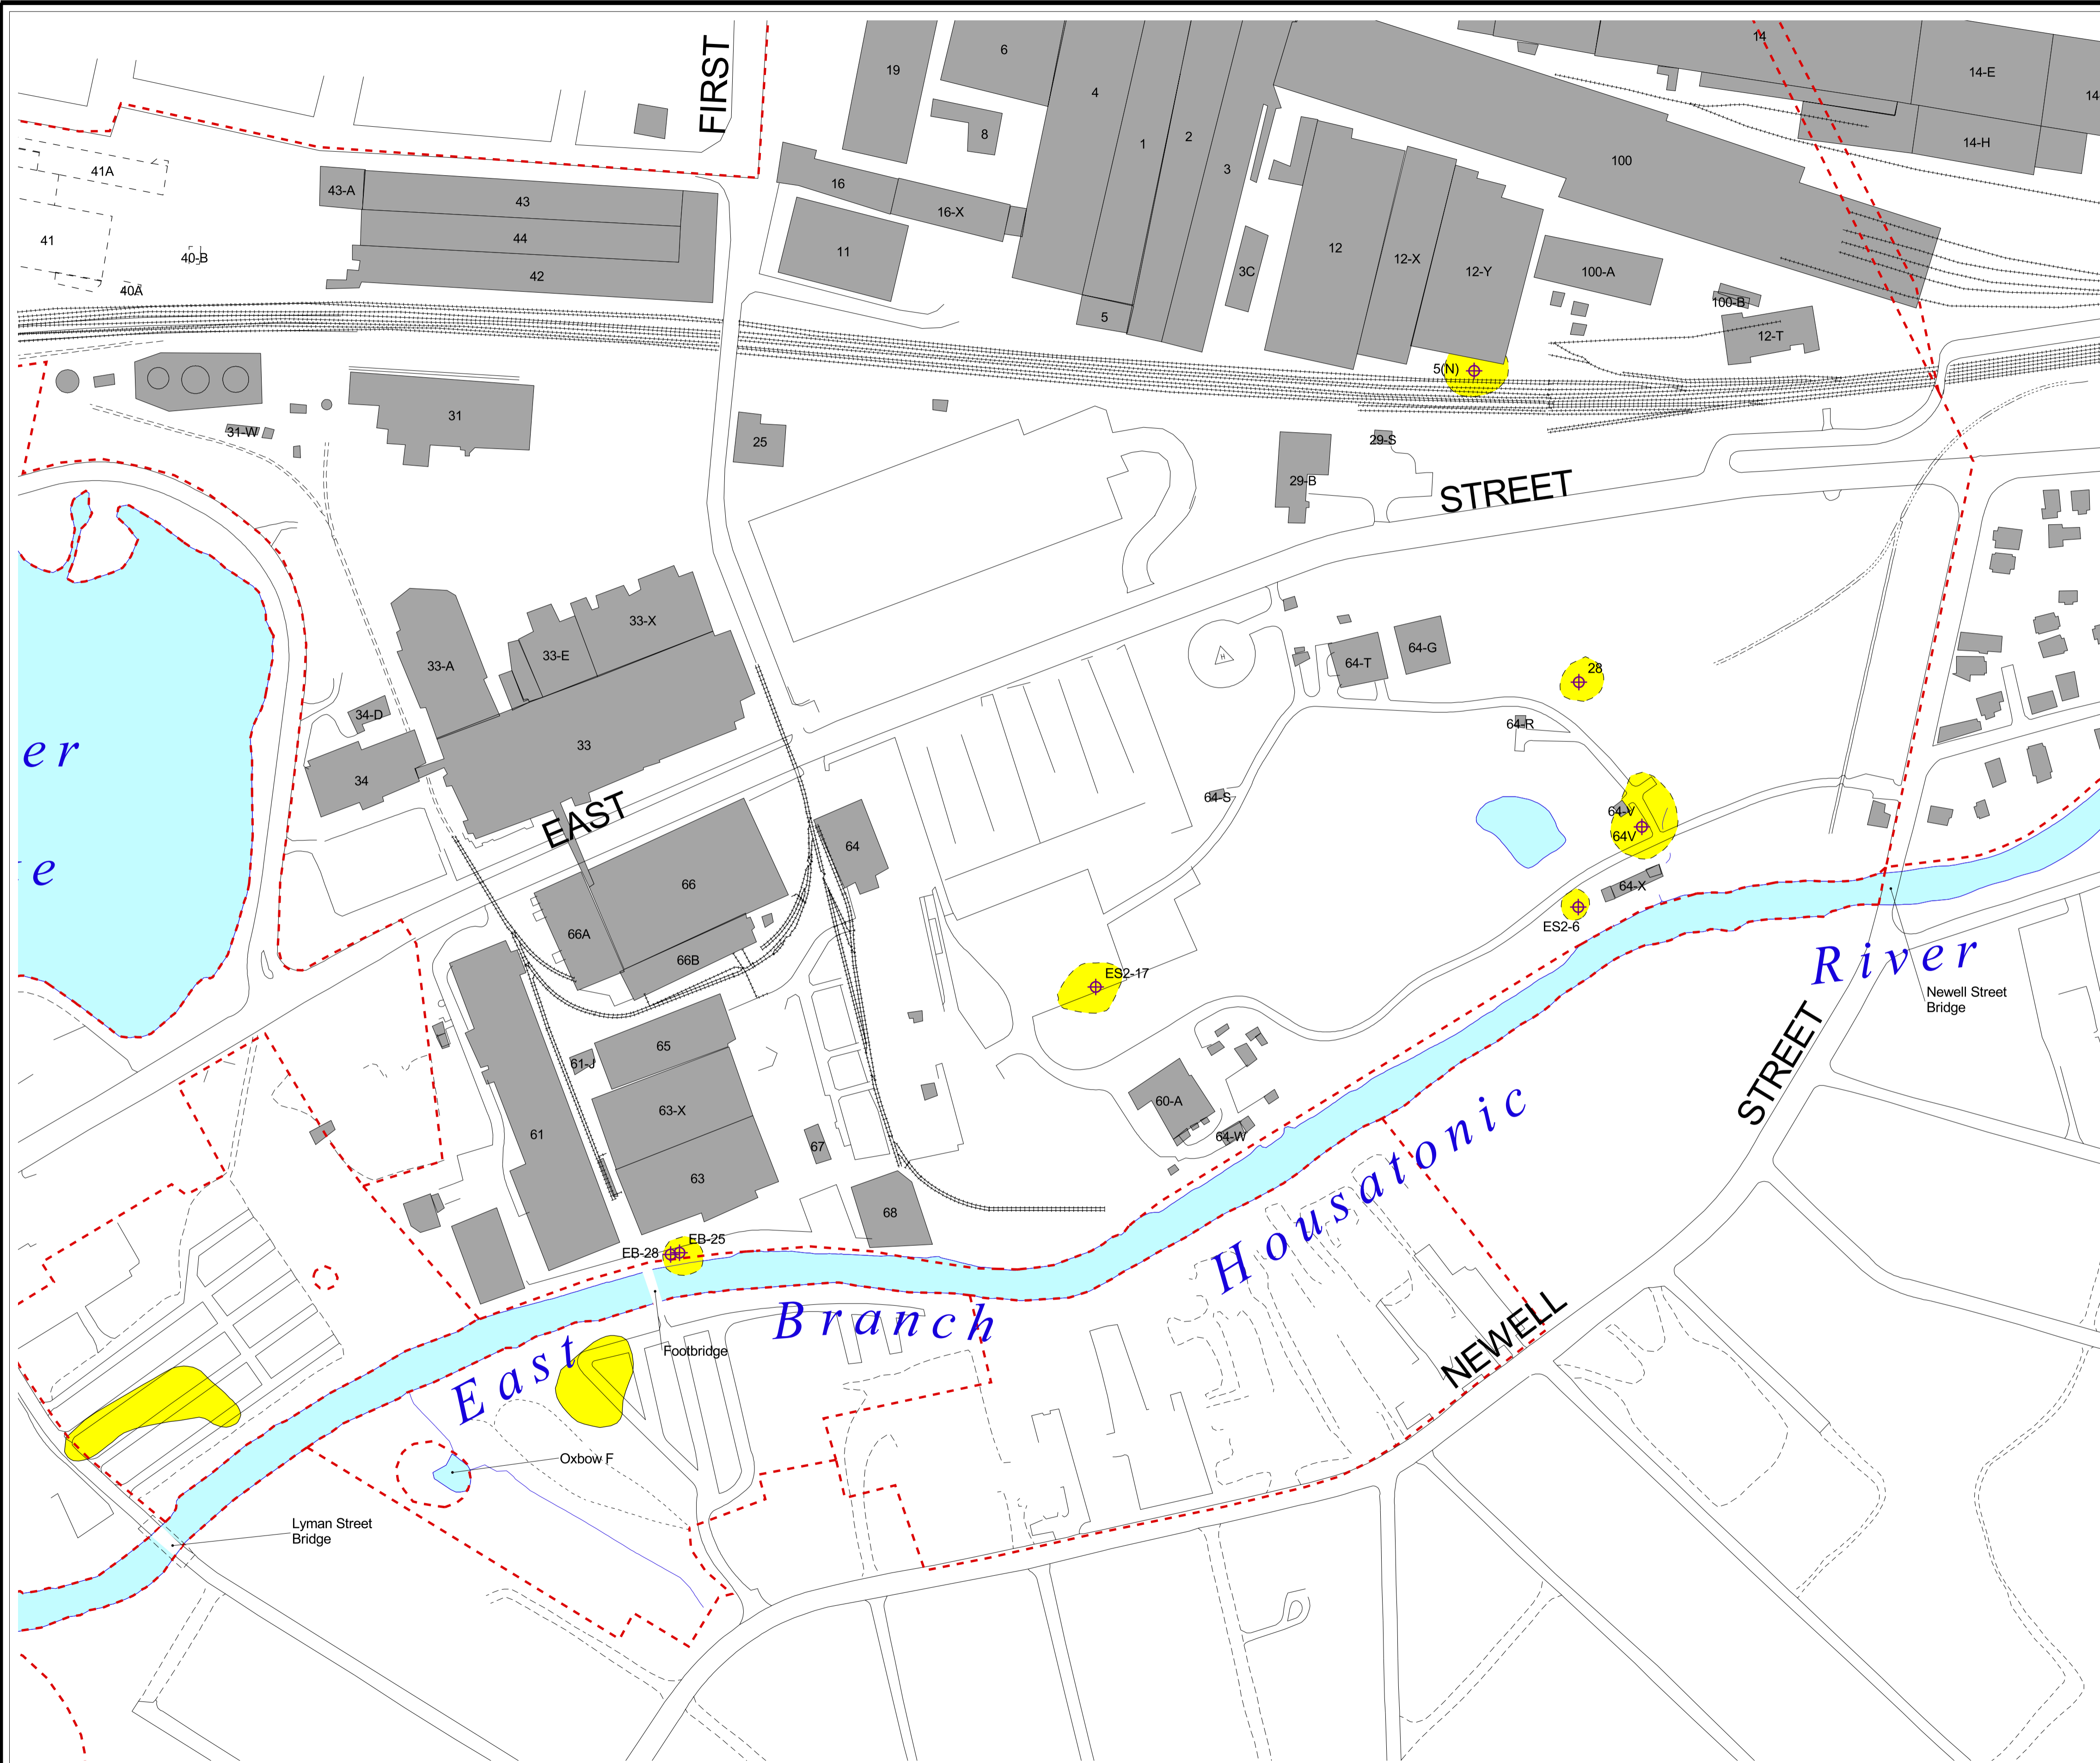 FIRST
19
6
4
14
14-E
14-
8
1
2
3
100
14-H
41A
43-A
43
16
16-X
44
41
40-B
11
12
12-X
12-Y
3C
100-A
42
40A
100-B
5
12-T
5(N)
31
31-W
25
29-S
29-B
STREET
33-X
33-E
33-A
H
64-T
64-G
28
34-D
64-R
33
er
34
64-S
EAST
64-V
64V
64
e
66
64-X
66A
ES2-6
66B
River
ES2-17
Newell Street
Bridge
65
61-J
STREET
63-X
60-A
61
67
64-W
63
Housatonic
68
EB-28
EB-25
Branch
East
Footbridge
NEWELL
Oxbow F
Lyman Street
Bridge